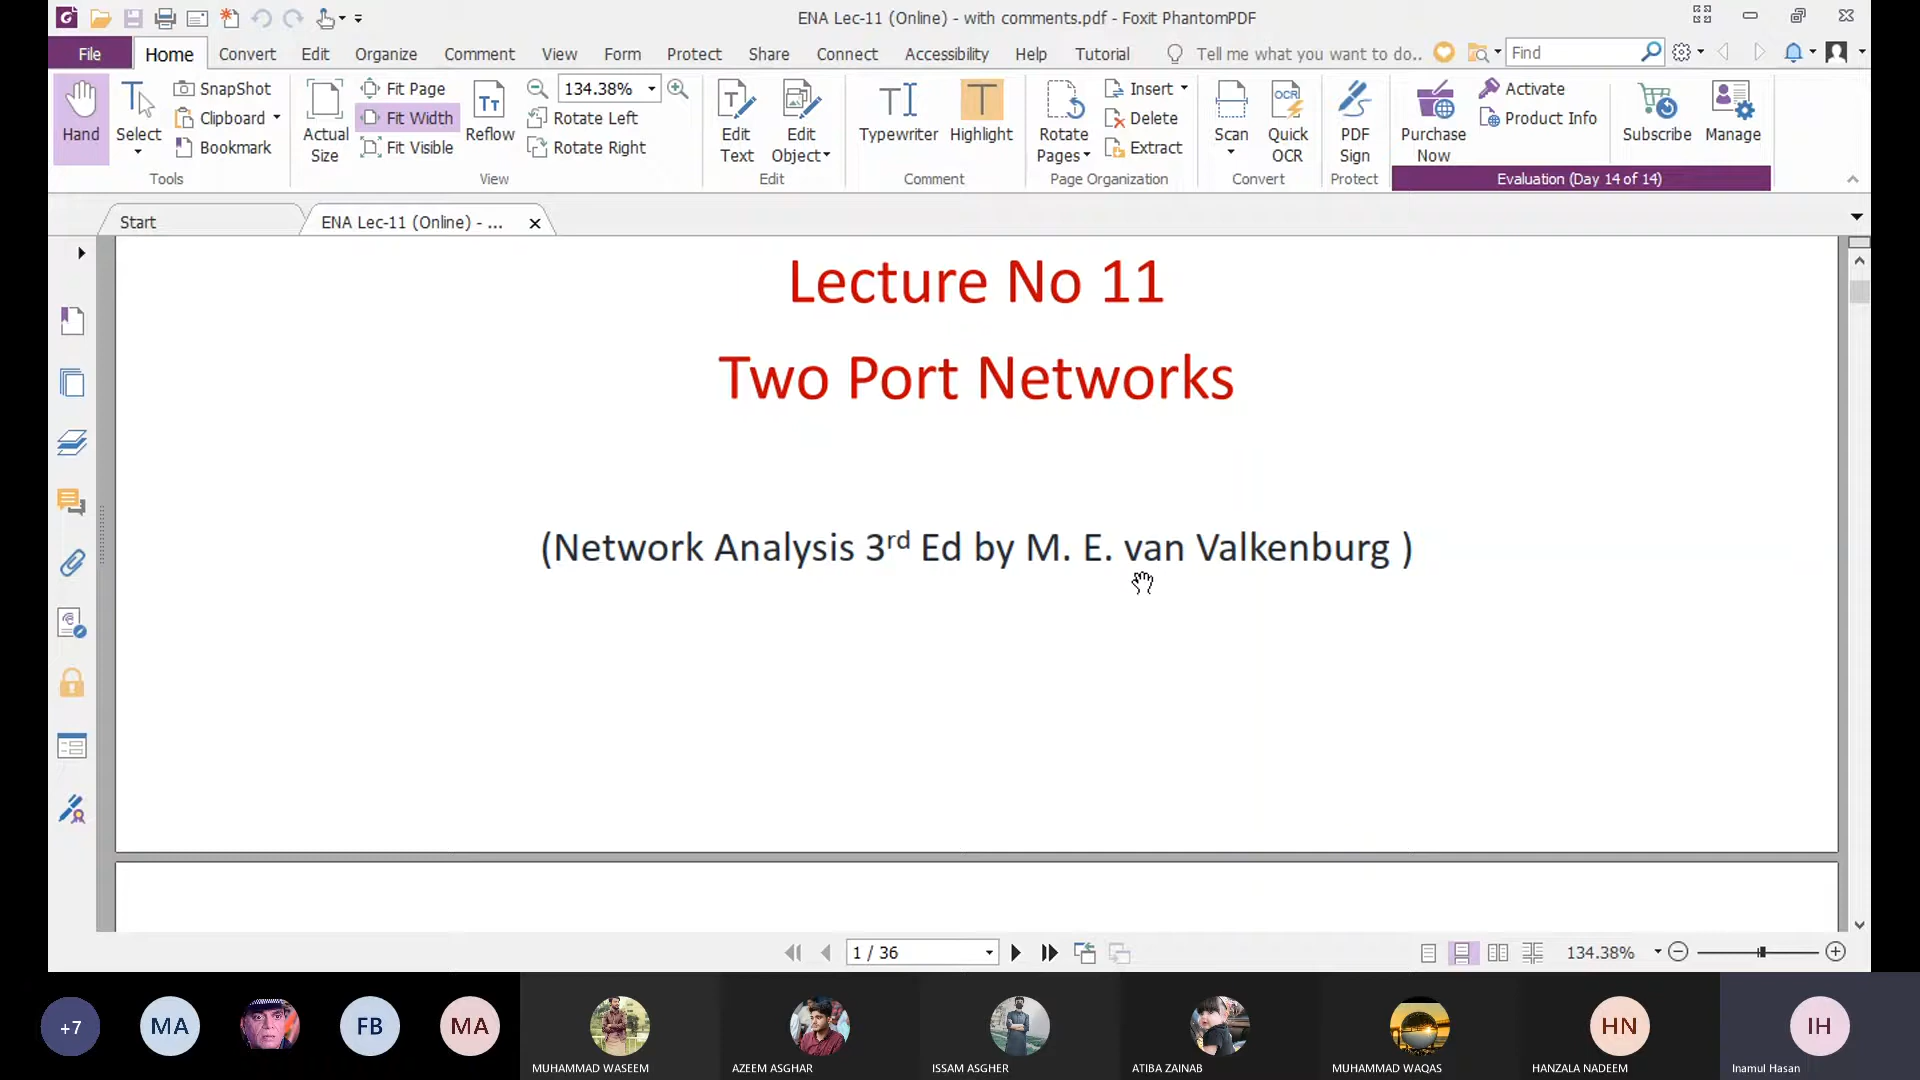 ENA Lec-11 (Online) - with comments.pdf - Foxit PhantomPDF
File Home Convert Edit Organize Comment View Form Protect Share Connect Accessibility Help Tutorial Tell me what you want to do.. Find
Hand
Select
SnapShot
Clipboard
Bookmark
Tools
Actual Size
Fit Page
Fit Width
Fit Visible
Reflow
134.38%
Rotate Left
Rotate Right
View
Edit Text
Edit Object
Edit
Typewriter
Highlight
Comment
Rotate Pages
Insert
Delete
Extract
Page Organization
Scan
Quick OCR
Convert
PDF Sign
Protect
Purchase Now
Activate
Product Info
Subscribe
Manage
Evaluation (Day 14 of 14)
Start
ENA Lec-11 (Online) - ...
Lecture No 11
Two Port Networks
(Network Analysis 3rd Ed by M. E. van Valkenburg )
1 / 36
134.38%
+7
MA
FB
MA
HN
IH
MUHAMMAD WASEEM
AZEEM ASGHAR
ISSAM ASGHER
ATIBA ZAINAB
MUHAMMAD WAQAS
HANZALA NADEEM
Inamul Hasan